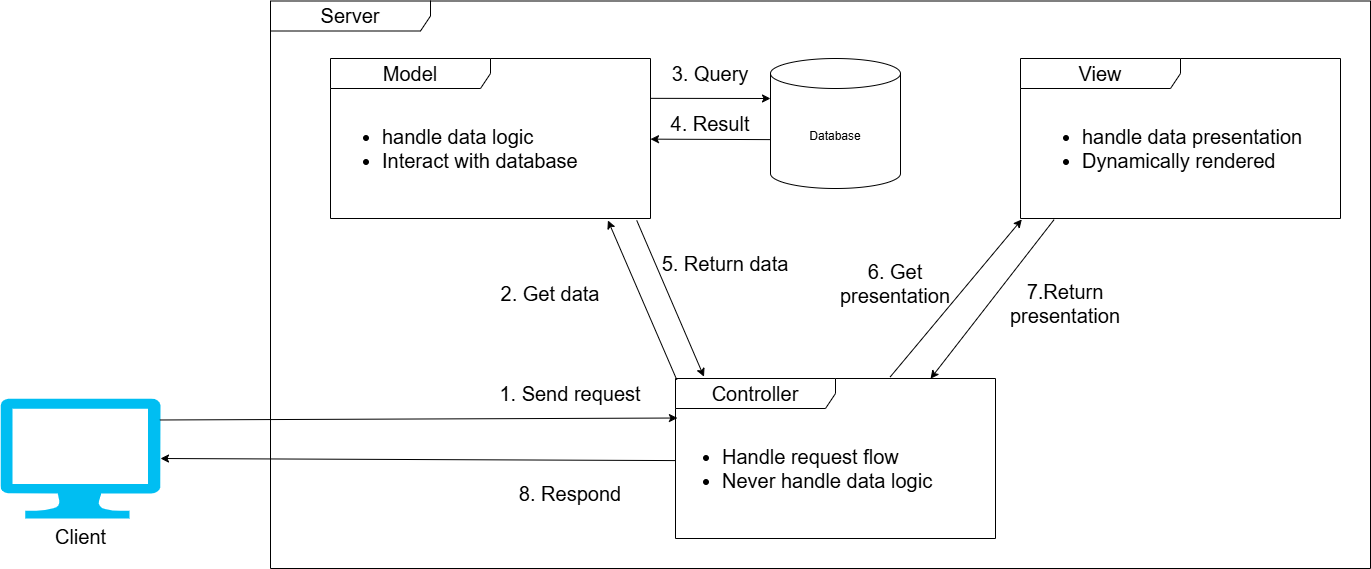 Server
Model
3. Query
View
4. Result
Database
• handle data logic
• Interact with database
• handle data presentation
• Dynamically rendered
5. Return data
2. Get data
6. Get
presentation
7.Return
presentation
1. Send request
Controller
• Handle request flow
• Never handle data logic
8. Respond
Client